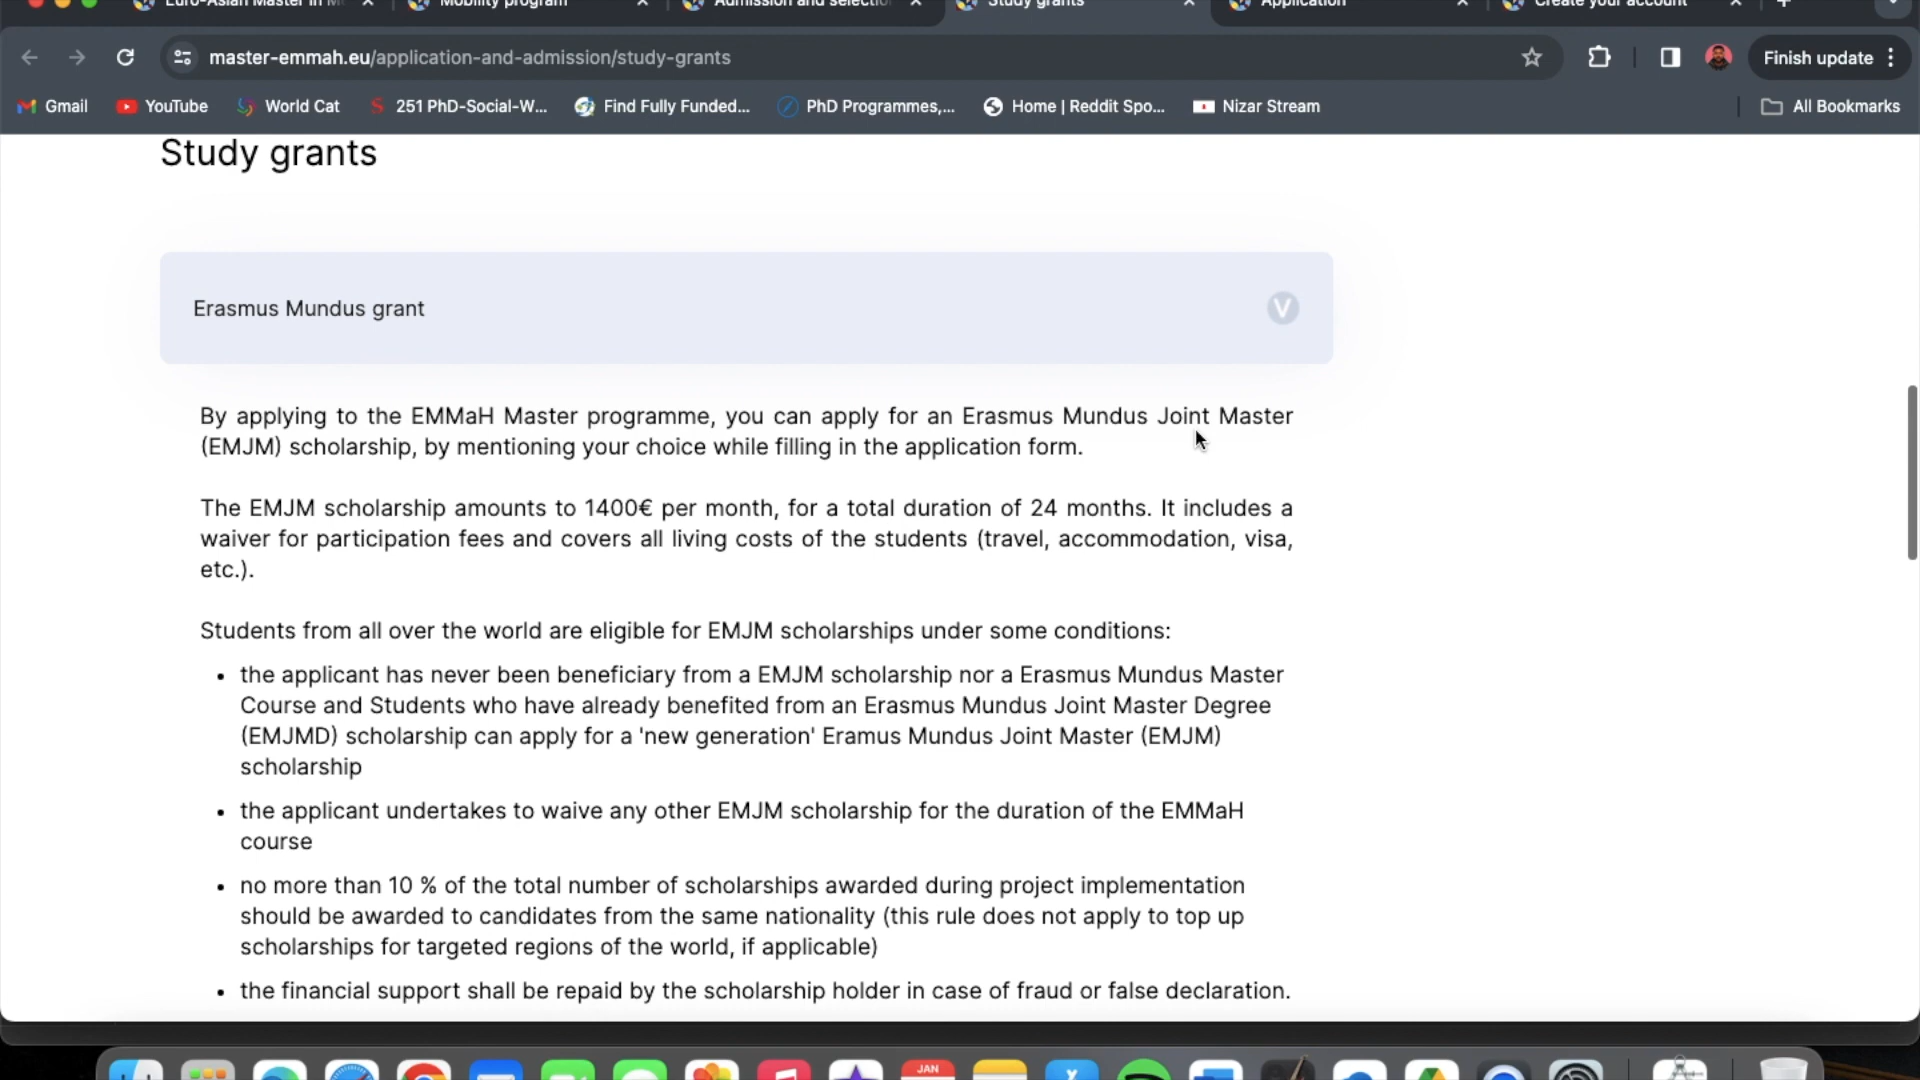 Euro-Asian Master in M
Mobility program
Admission and selectio
Study grants
Application
Create your account
master-emmah.eu/application-and-admission/study-grants
Finish update
Gmail
YouTube
World Cat
251 PhD-Social-W...
Find Fully Funded...
PhD Programmes,...
Home | Reddit Spo...
Nizar Stream
All Bookmarks
Study grants
Erasmus Mundus grant
V
By applying to the EMMaH Master programme, you can apply for an Erasmus Mundus Joint Master
(EMJM) scholarship, by mentioning your choice while filling in the application form.
The EMJM scholarship amounts to 1400€ per month, for a total duration of 24 months. It includes a
waiver for participation fees and covers all living costs of the students (travel, accommodation, visa,
etc.).
Students from all over the world are eligible for EMJM scholarships under some conditions:
• the applicant has never been beneficiary from a EMJM scholarship nor a Erasmus Mundus Master
Course and Students who have already benefited from an Erasmus Mundus Joint Master Degree
(EMJMD) scholarship can apply for a 'new generation' Eramus Mundus Joint Master (EMJM)
scholarship
• the applicant undertakes to waive any other EMJM scholarship for the duration of the EMMaH
course
• no more than 10 % of the total number of scholarships awarded during project implementation
should be awarded to candidates from the same nationality (this rule does not apply to top up
scholarships for targeted regions of the world, if applicable)
• the financial support shall be repaid by the scholarship holder in case of fraud or false declaration.
JAN